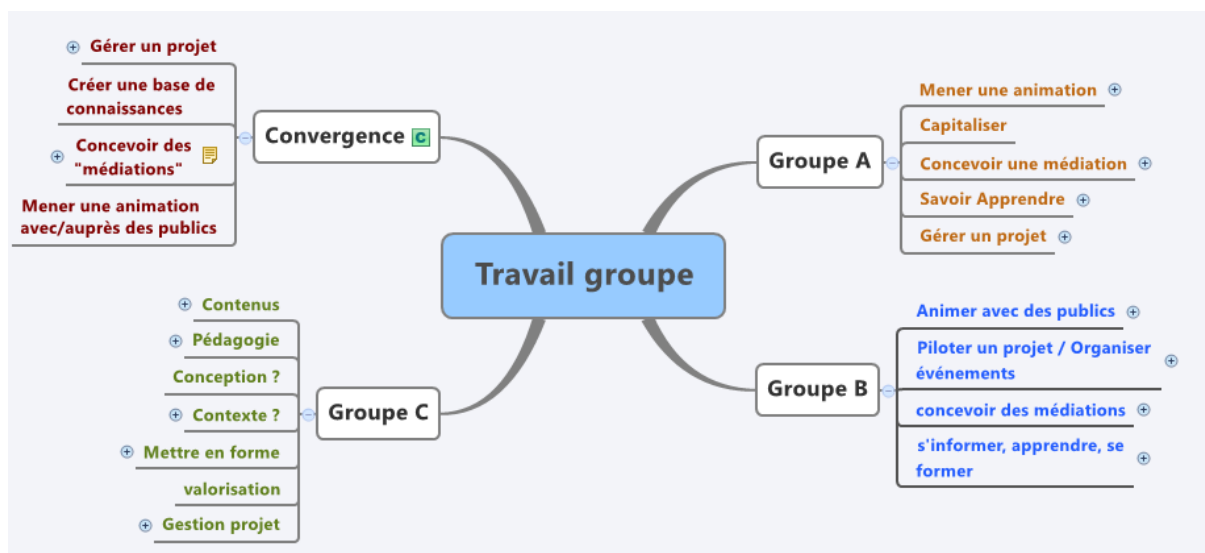 Travail groupe
Convergence
Gérer un projet
Créer une base de
connaissances
Concevoir des
"médiations"
Mener une animation
avec/auprès des publics
Groupe A
Mener une animation
Capitaliser
Concevoir une médiation
Savoir Apprendre
Gérer un projet
Groupe B
Animer avec des publics
Piloter un projet / Organiser
événements
concevoir des médiations
s'informer, apprendre, se
former
Groupe C
Contenus
Pédagogie
Conception ?
Contexte ?
Mettre en forme
valorisation
Gestion projet